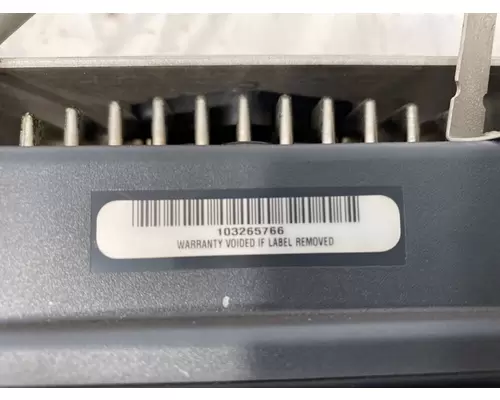 103265766
WARRANTY VOIDED IF LABEL REMOVED